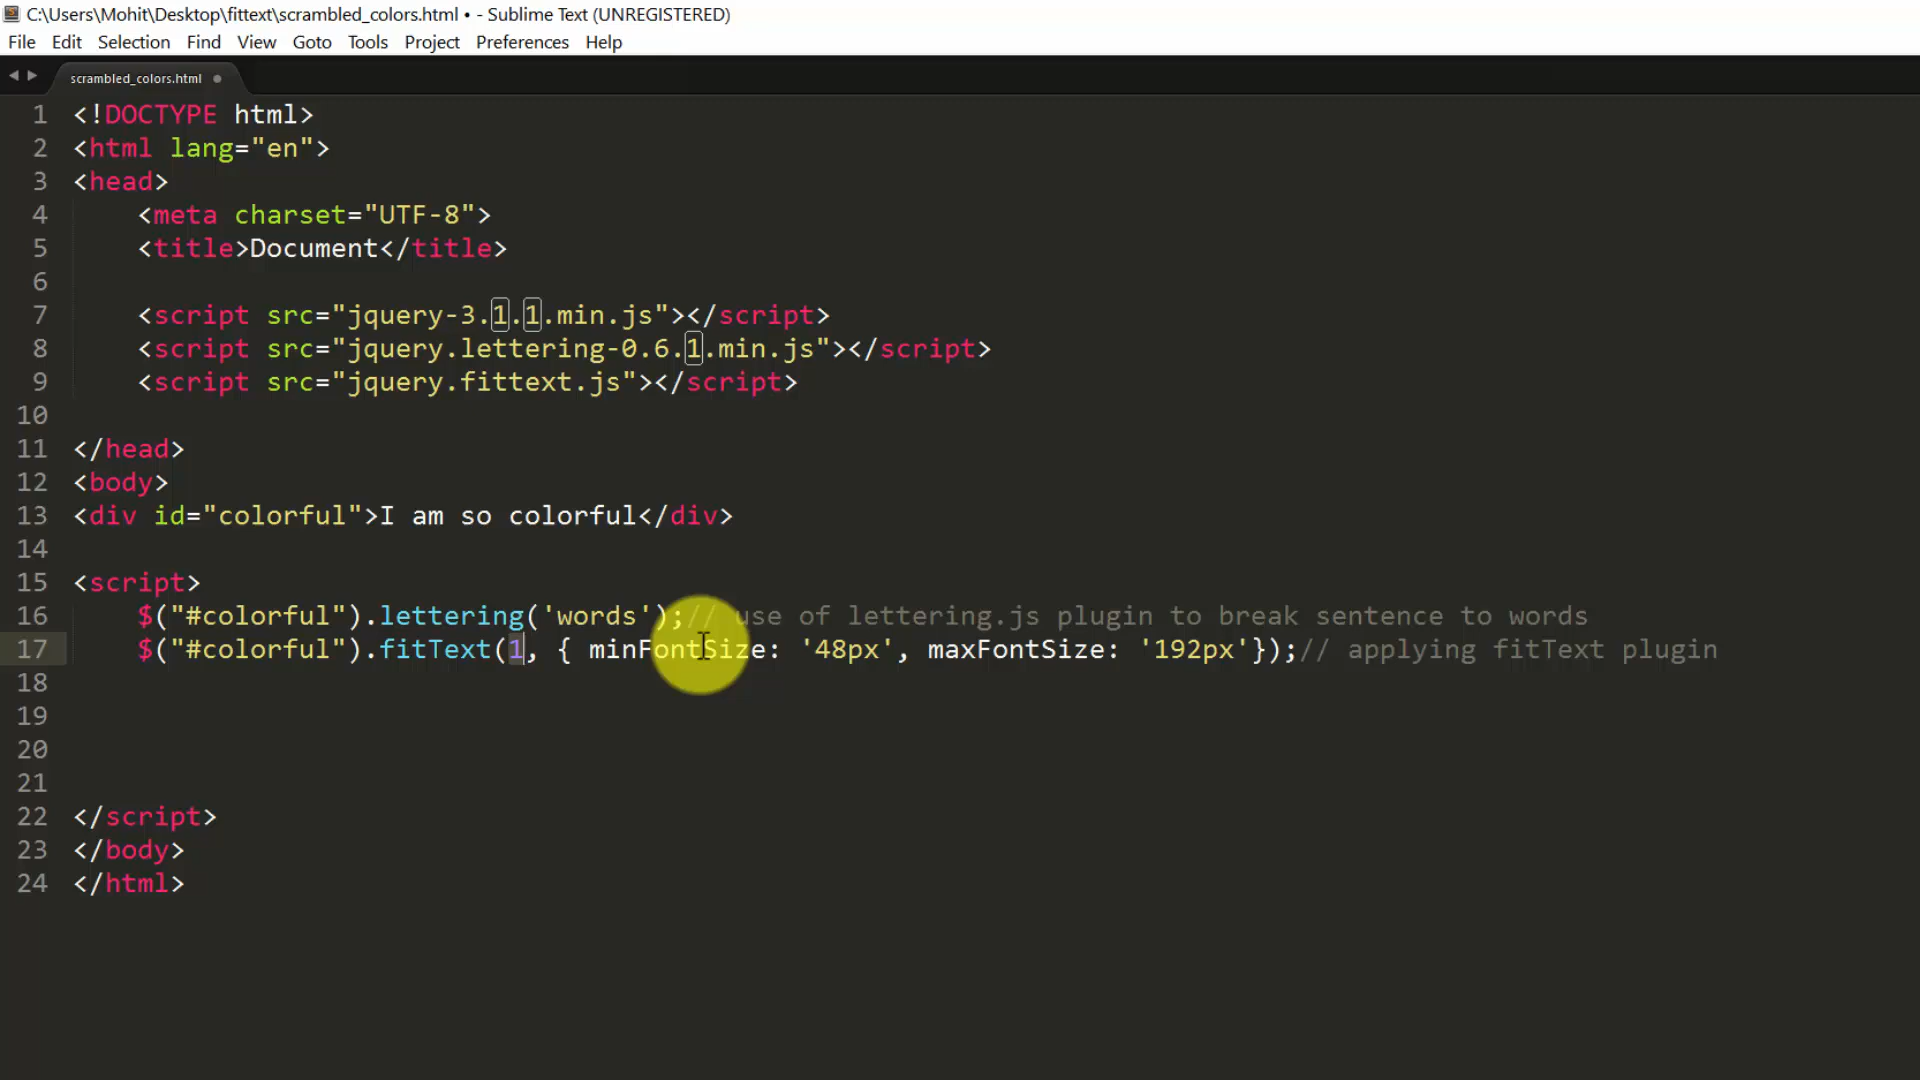 C:\Users\Mohit\Desktop\fittext\scrambled_colors.html • - Sublime Text (UNREGISTERED)
File Edit Selection Find View Goto Tools Project Preferences Help
scrambled_colors.html
1 <!DOCTYPE html>
2 <html lang="en">
3 <head>
4 <meta charset="UTF-8">
5 <title>Document</title>
6
7 <script src="jquery-3.1.1.min.js"></script>
8 <script src="jquery.lettering-0.6.1.min.js"></script>
9 <script src="jquery.fittext.js"></script>
10
11 </head>
12 <body>
13 <div id="colorful">I am so colorful</div>
14
15 <script>
16 $("#colorful").lettering('words');// use of lettering.js plugin to break sentence to words
17 $("#colorful").fitText(1, { minFontSize: '48px', maxFontSize: '192px'});// applying fitText plugin
18
19
20
21
22 </script>
23 </body>
24 </html>